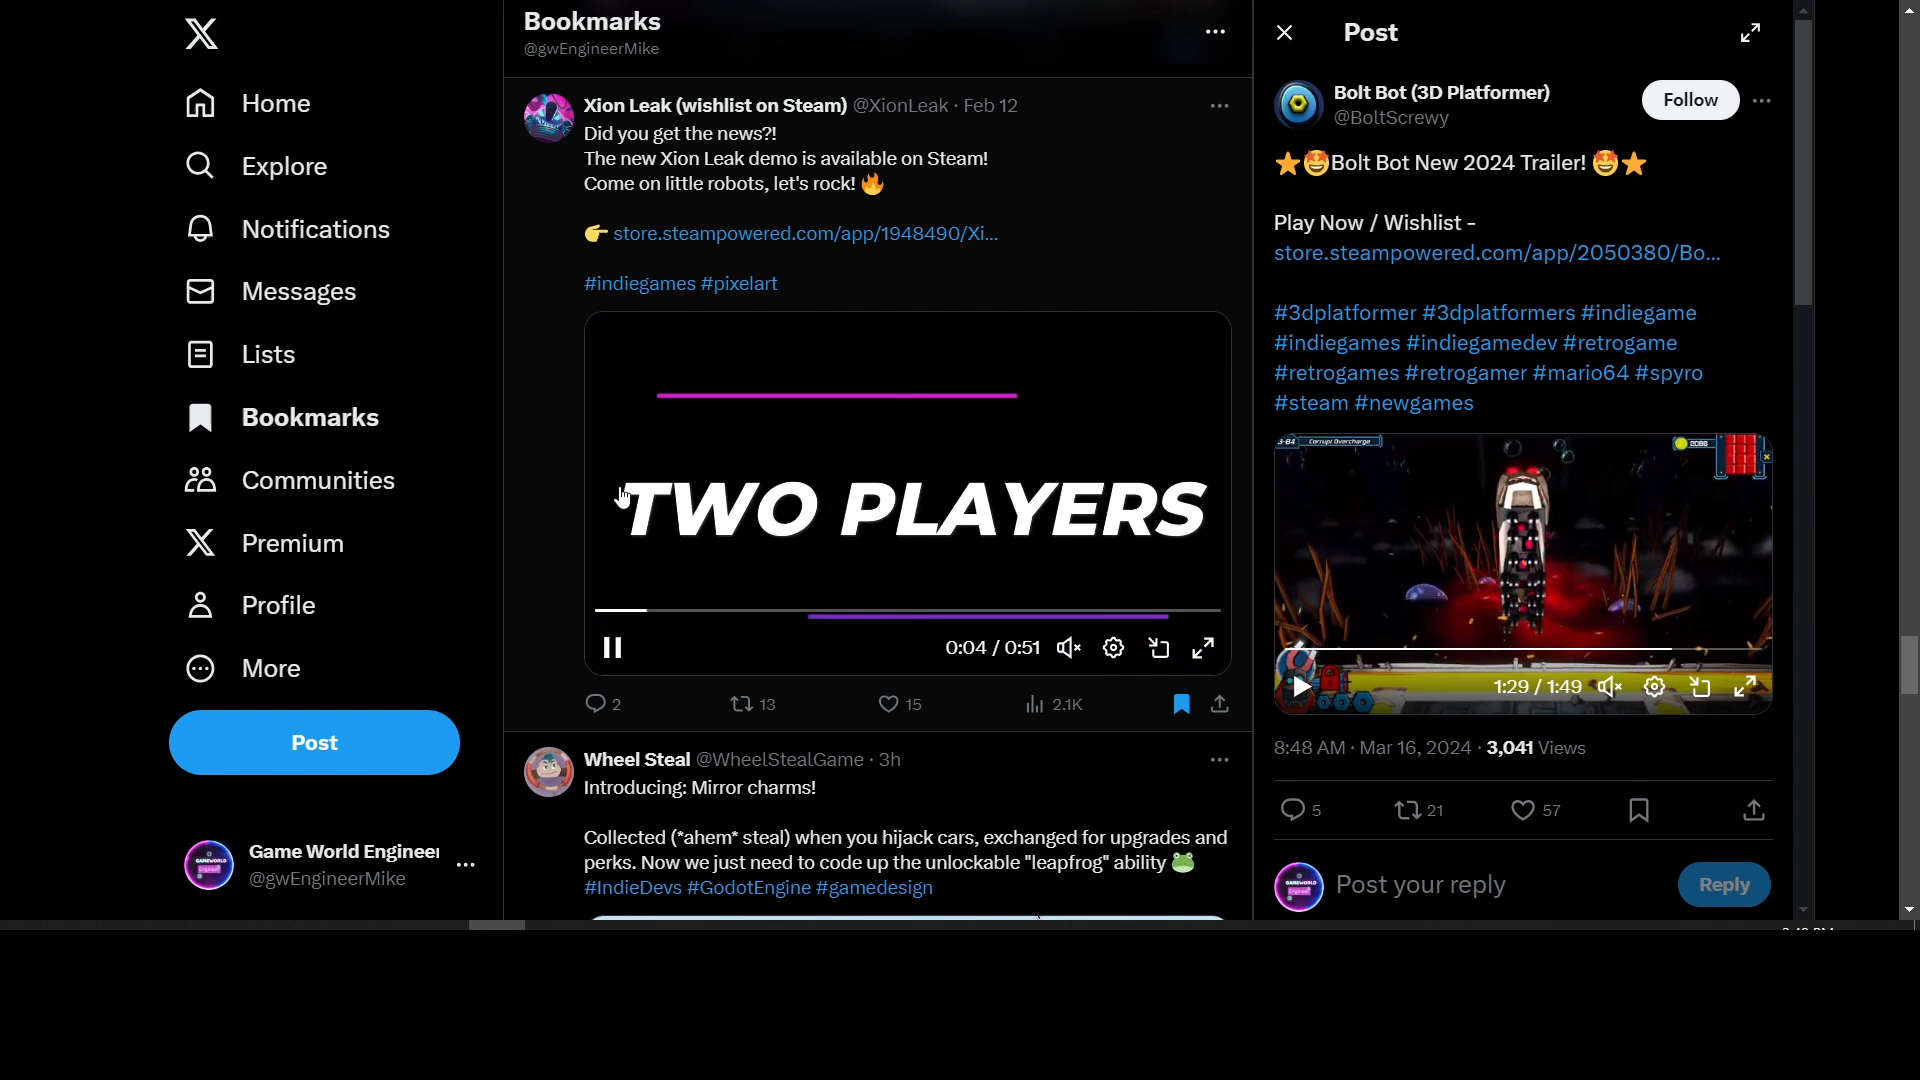 Home
Explore
Notifications
Messages
Lists
Bookmarks
Communities
Premium
Profile
More
Post
Game World Engineer
@gwEngineerMike
Bookmarks
@gwEngineerMike
Xion Leak (wishlist on Steam) @XionLeak · Feb 12
Did you get the news?!
The new Xion Leak demo is available on Steam!
Come on little robots, let's rock! 🔥
👉 store.steampowered.com/app/1948490/Xi...
#indiegames #pixelart
TWO PLAYERS
0:04 / 0:51
2 13 15 2.1K
Wheel Steal @WheelStealGame · 3h
Introducing: Mirror charms!
Collected (*ahem* steal) when you hijack cars, exchanged for upgrades and
perks. Now we just need to code up the unlockable "leapfrog" ability 🐸
#IndieDevs #GodotEngine #gamedesign
Post
Bolt Bot (3D Platformer)
@BoltScrewy
Follow
⭐🤩Bolt Bot New 2024 Trailer! 🤩⭐
Play Now / Wishlist -
store.steampowered.com/app/2050380/Bo...
#3dplatformer #3dplatformers #indiegame
#indiegames #indiegamedev #retrogame
#retrogames #retrogamer #mario64 #spyro
#steam #newgames
3-B4 Corrupt Overcharge
2088
1:29 / 1:49
8:48 AM · Mar 16, 2024 · 3,041 Views
5 21 57
Post your reply
Reply